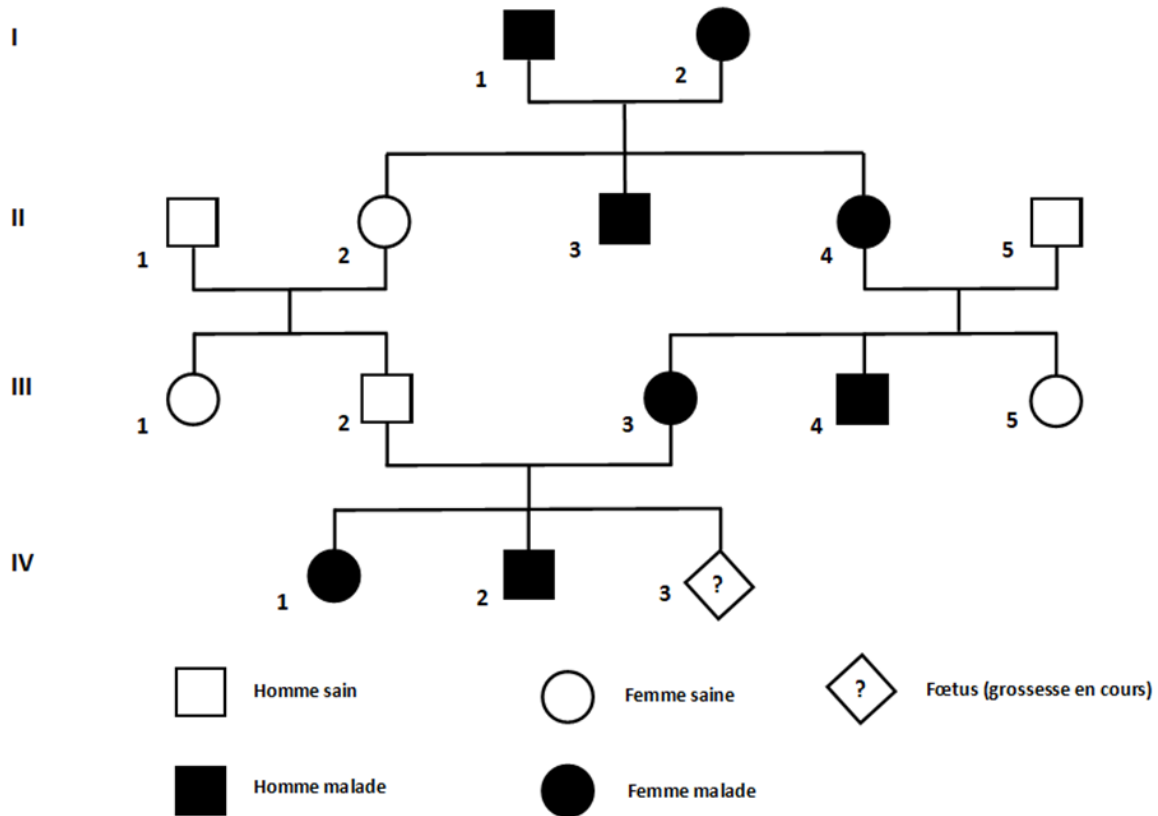 I
1 2
II
1 2 3 4 5
III
1 2 3 4 5
IV
1 2 3 ?
Homme sain
Femme saine
? Fœtus (grossesse en cours)
Homme malade
Femme malade